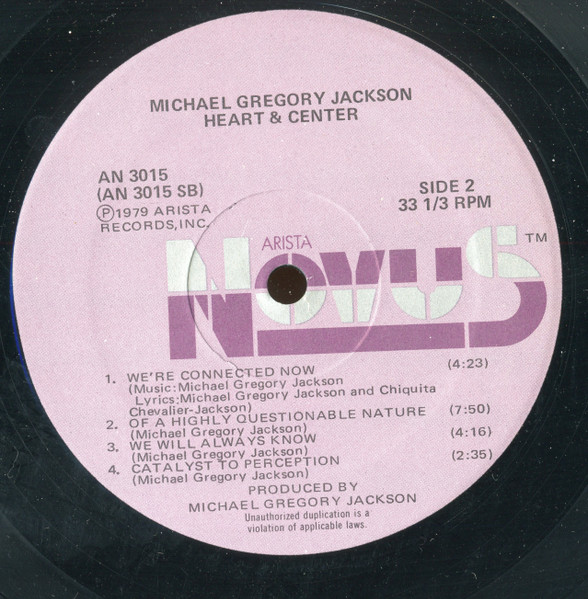 MICHAEL GREGORY JACKSON
HEART & CENTER
AN 3015
(AN 3015 SB)
Ⓟ1979 ARISTA
RECORDS, INC.
SIDE 2
33 1/3 RPM
ARISTA
NOVUS™
1. WE'RE CONNECTED NOW (4:23)
(Music:Michael Gregory Jackson
Lyrics;Michael Gregory Jackson and Chiquita
Chevalier-Jackson)
2. OF A HIGHLY QUESTIONABLE NATURE (7:50)
(Michael Gregory Jackson)
3. WE WILL ALWAYS KNOW (4:16)
(Michael Gregory Jackson)
4. CATALYST TO PERCEPTION (2:35)
(Michael Gregory Jackson)
PRODUCED BY
MICHAEL GREGORY JACKSON
Unauthorized duplication is a
violation of applicable laws.